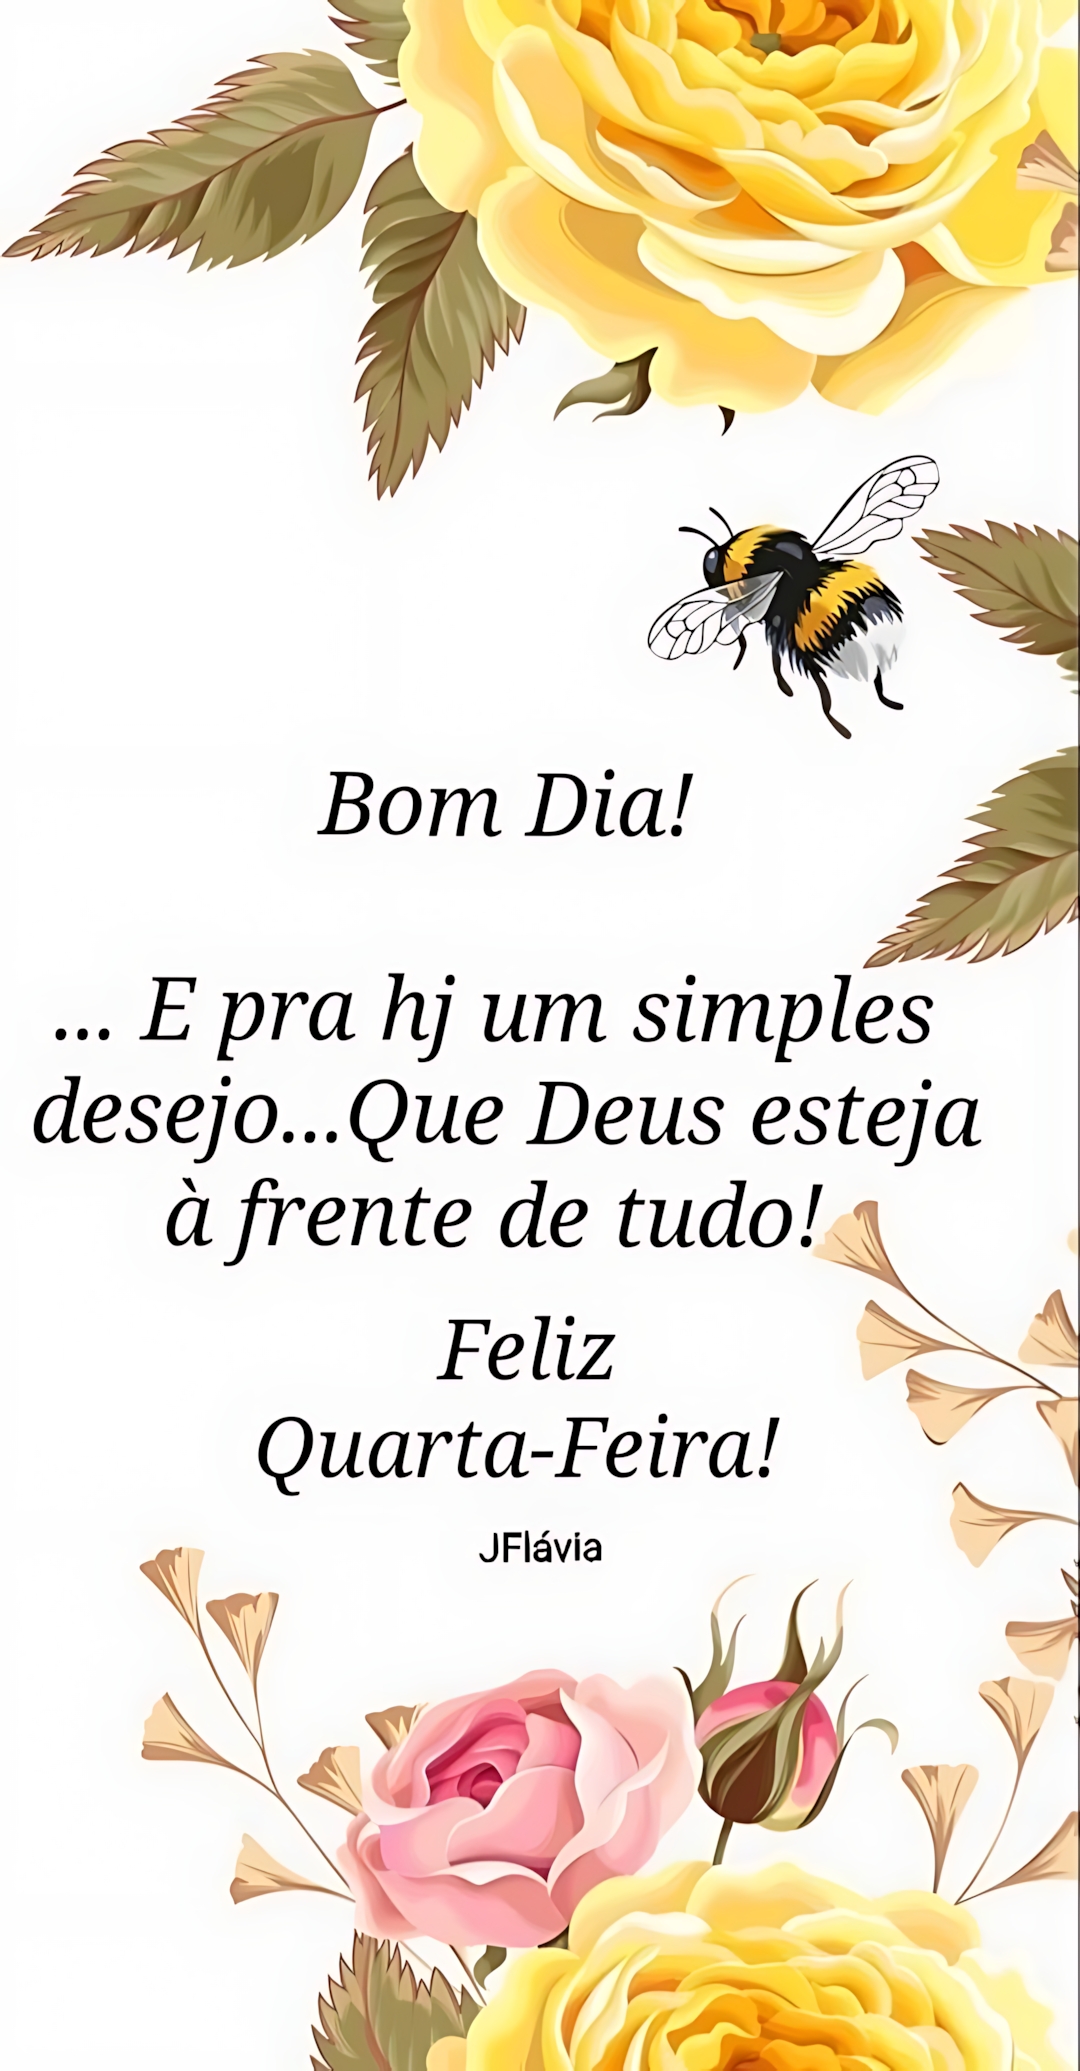 Bom Dia!
... E pra hj um simples
desejo...Que Deus esteja
à frente de tudo!
Feliz
Quarta-Feira!
JFlávia